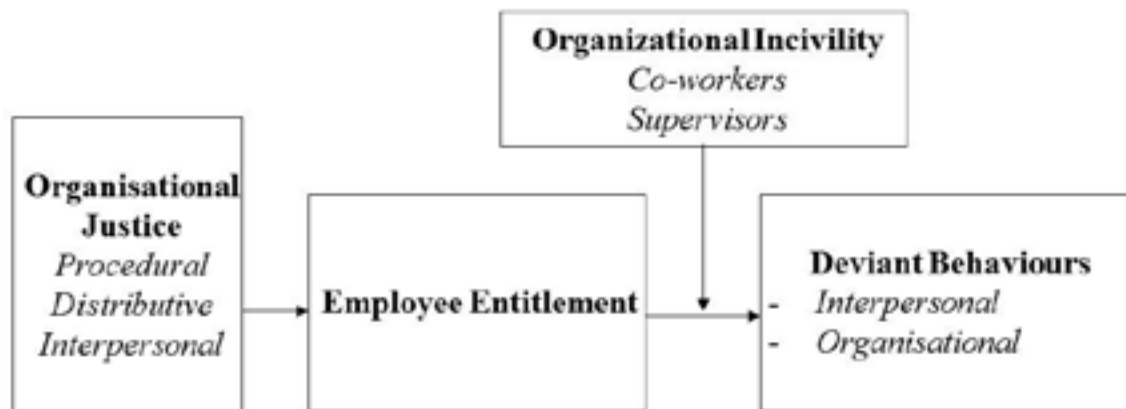 Organizational Incivility
Co-workers
Supervisors
Organisational
Justice
Procedural
Distributive
Interpersonal
Employee Entitlement
Deviant Behaviours
- Interpersonal
- Organisational